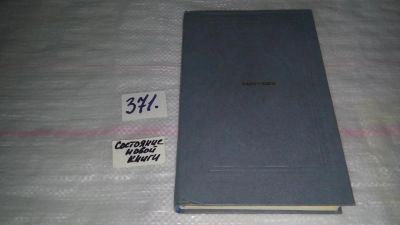 371.
Состояние
новой
книги